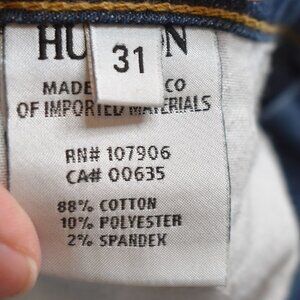 HU N
31
MADE CO
OF IMPORTED MATERIALS
RN# 107906
CA# 00635
88% COTTON
10% POLYESTER
2% SPANDEX